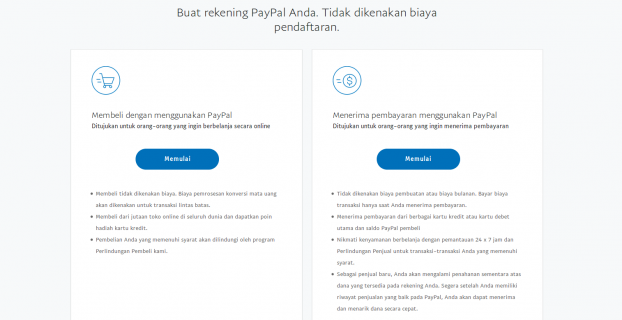 Buat rekening PayPal Anda. Tidak dikenakan biaya
pendaftaran.
Membeli dengan menggunakan PayPal
Ditujukan untuk orang-orang yang ingin berbelanja secara online
Memulai
Membeli tidak dikenakan biaya. Biaya pemrosesan konversi mata uang
akan dikenakan untuk transaksi lintas batas.
Membeli dari jutaan toko online di seluruh dunia dan dapatkan poin
hadiah kartu kredit.
Pembelian Anda yang memenuhi syarat akan dilindungi oleh program
Perlindungan Pembeli kami.
Menerima pembayaran menggunakan PayPal
Ditujukan untuk orang-orang yang ingin menerima pembayaran
Memulai
Tidak dikenakan biaya pembuatan atau biaya bulanan. Bayar biaya
transaksi hanya saat Anda menerima pembayaran.
Menerima pembayaran dari berbagai kartu kredit atau kartu debet
utama dan saldo PayPal pembeli
Nikmati kenyamanan berbelanja dengan pemantauan 24 x 7 jam dan
Perlindungan Penjual untuk transaksi-transaksi Anda yang memenuhi
syarat.
Sebagai penjual baru, Anda akan mengalami penahanan sementara atas
dana yang tersedia pada rekening Anda. Segera setelah Anda memiliki
riwayat penjualan yang baik pada PayPal, Anda akan dapat menerima
dan menarik dana secara cepat.